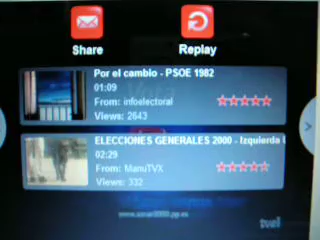 Share Replay
Por el cambio - PSOE 1982
01:09
From: infoelectoral
Views: 2643
ELECCIONES GENERALES 2000 - Izquierda U
02:29
From: ManuTVX
Views: 332